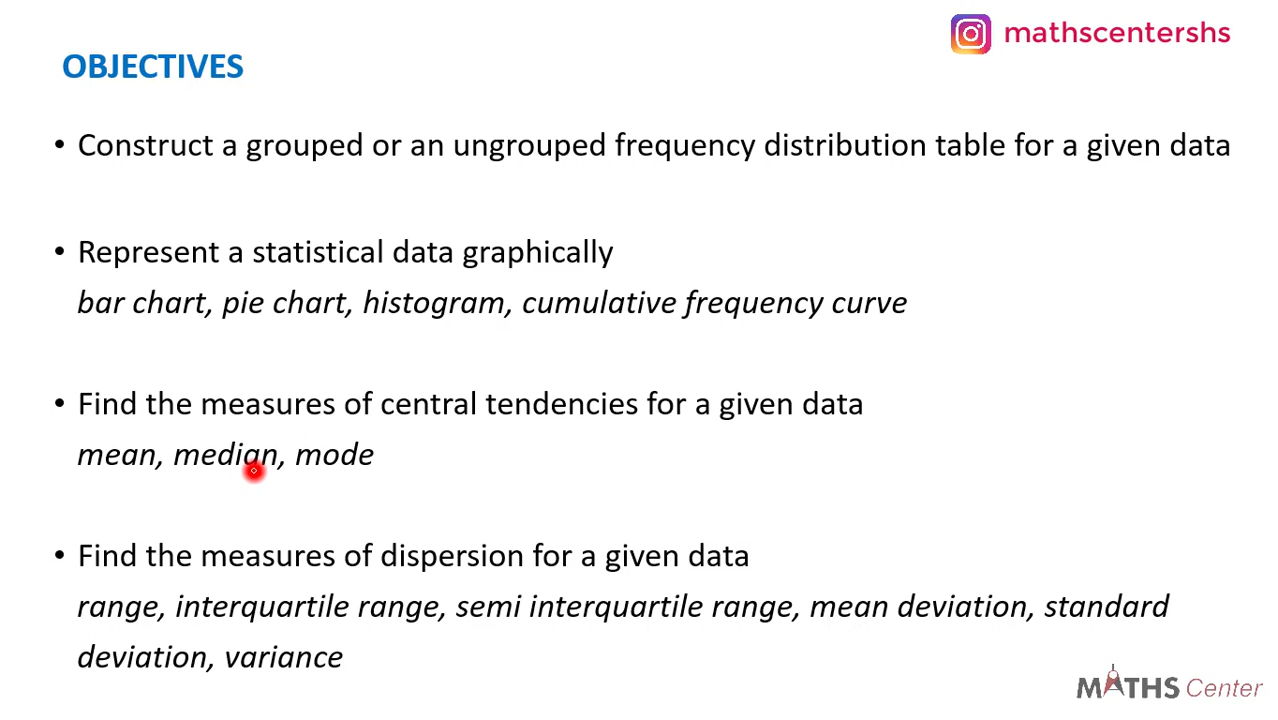 mathscentershs
OBJECTIVES
• Construct a grouped or an ungrouped frequency distribution table for a given data
• Represent a statistical data graphically
bar chart, pie chart, histogram, cumulative frequency curve
• Find the measures of central tendencies for a given data
mean, median, mode
• Find the measures of dispersion for a given data
range, interquartile range, semi interquartile range, mean deviation, standard
deviation, variance
MATHS Center